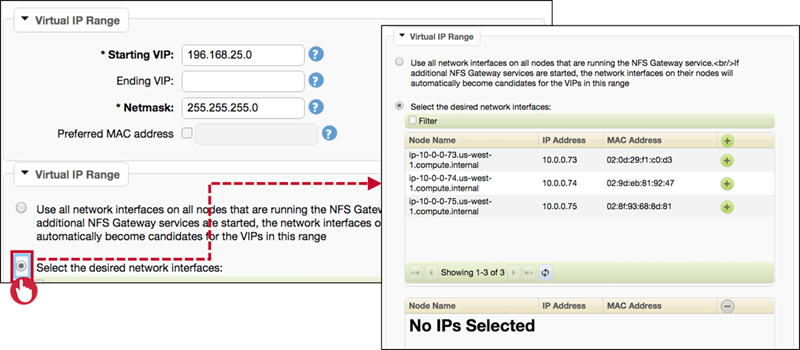 Virtual IP Range
* Starting VIP: 196.168.25.0 ?
Ending VIP: ?
* Netmask: 255.255.255.0 ?
Preferred MAC address ?
Virtual IP Range
Use all network interfaces on all nodes that are running the NFS Gatew
additional NFS Gateway services are started, the network interfaces o
automatically become candidates for the VIPs in this range
Select the desired network interfaces:
Virtual IP Range
Use all network interfaces on all nodes that are running the NFS Gateway service.<br/>If
additional NFS Gateway services are started, the network interfaces on their nodes will
automatically become candidates for the VIPs in this range
Select the desired network interfaces:
Filter
Node Name IP Address MAC Address
ip-10-0-0-73.us-west-
1.compute.internal 10.0.0.73 02:0d:29:f1:c0:d3
ip-10-0-0-74.us-west-
1.compute.internal 10.0.0.74 02:9d:eb:81:92:47
ip-10-0-0-75.us-west-
1.compute.internal 10.0.0.75 02:8f:93:68:8d:81
Showing 1-3 of 3
Node Name IP Address MAC Address
No IPs Selected